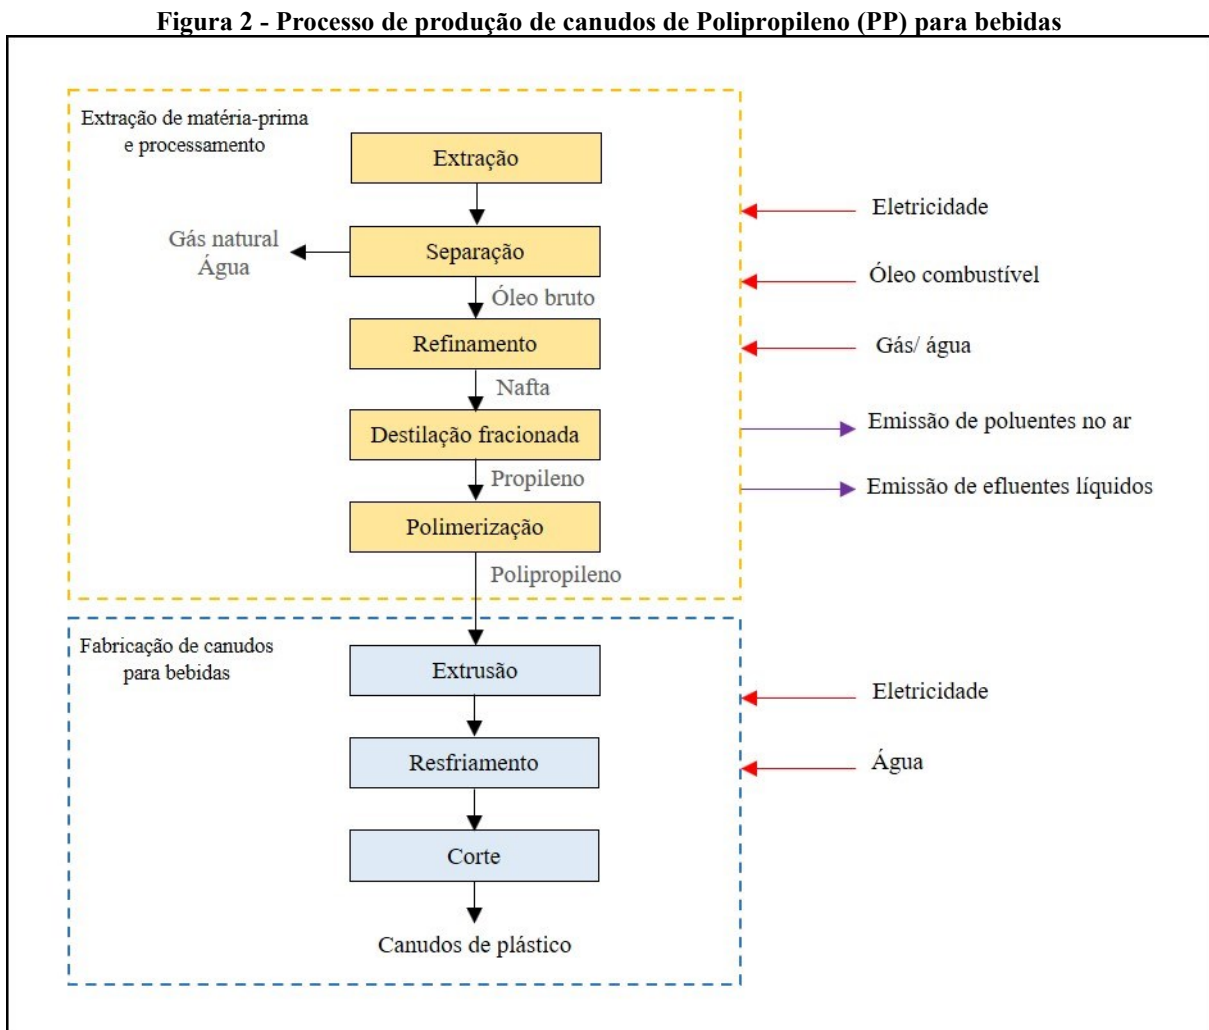 Figura 2 - Processo de produção de canudos de Polipropileno (PP) para bebidas
Extração de matéria-prima
e processamento
Extração
Eletricidade
Gás natural
Água
Separação
Óleo combustível
Óleo bruto
Refinamento
Gás/ água
Nafta
Destilação fracionada
Emissão de poluentes no ar
Propileno
Emissão de efluentes líquidos
Polimerização
Polipropileno
Fabricação de canudos
para bebidas
Extrusão
Eletricidade
Resfriamento
Água
Corte
Canudos de plástico